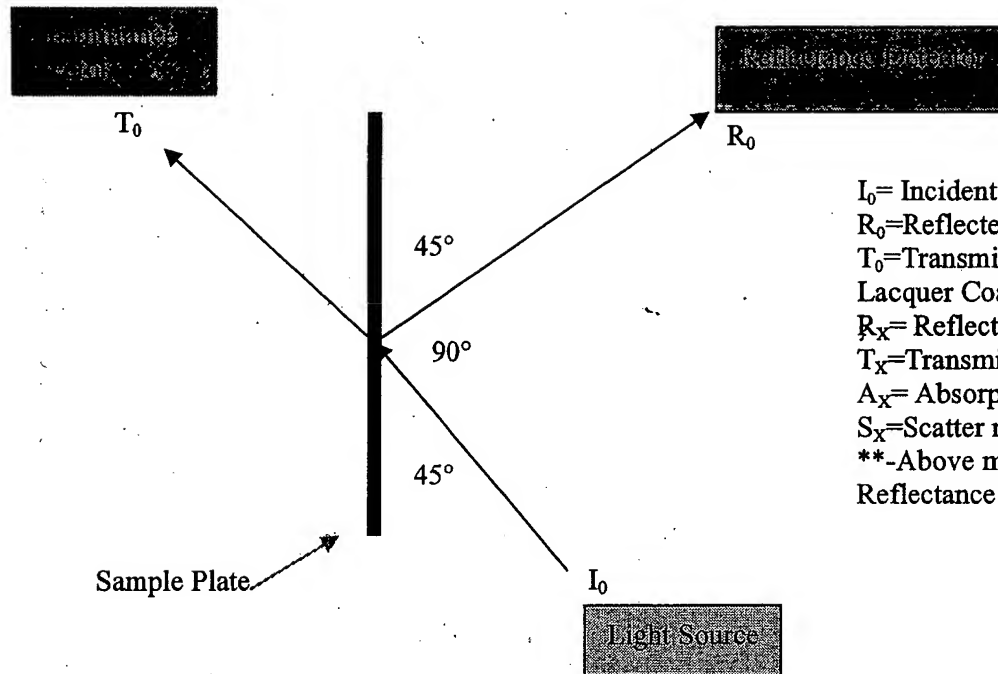 Reflectance Detector
T₀
R₀
I₀= Incident
R₀=Reflecte
T₀=Transmi
Lacquer Coa
Rₓ= Reflect
Tₓ=Transmi
Aₓ= Absorp
Sₓ=Scatter r
**-Above m
Reflectance
45°
90°
45°
Sample Plate
I₀
Light Source